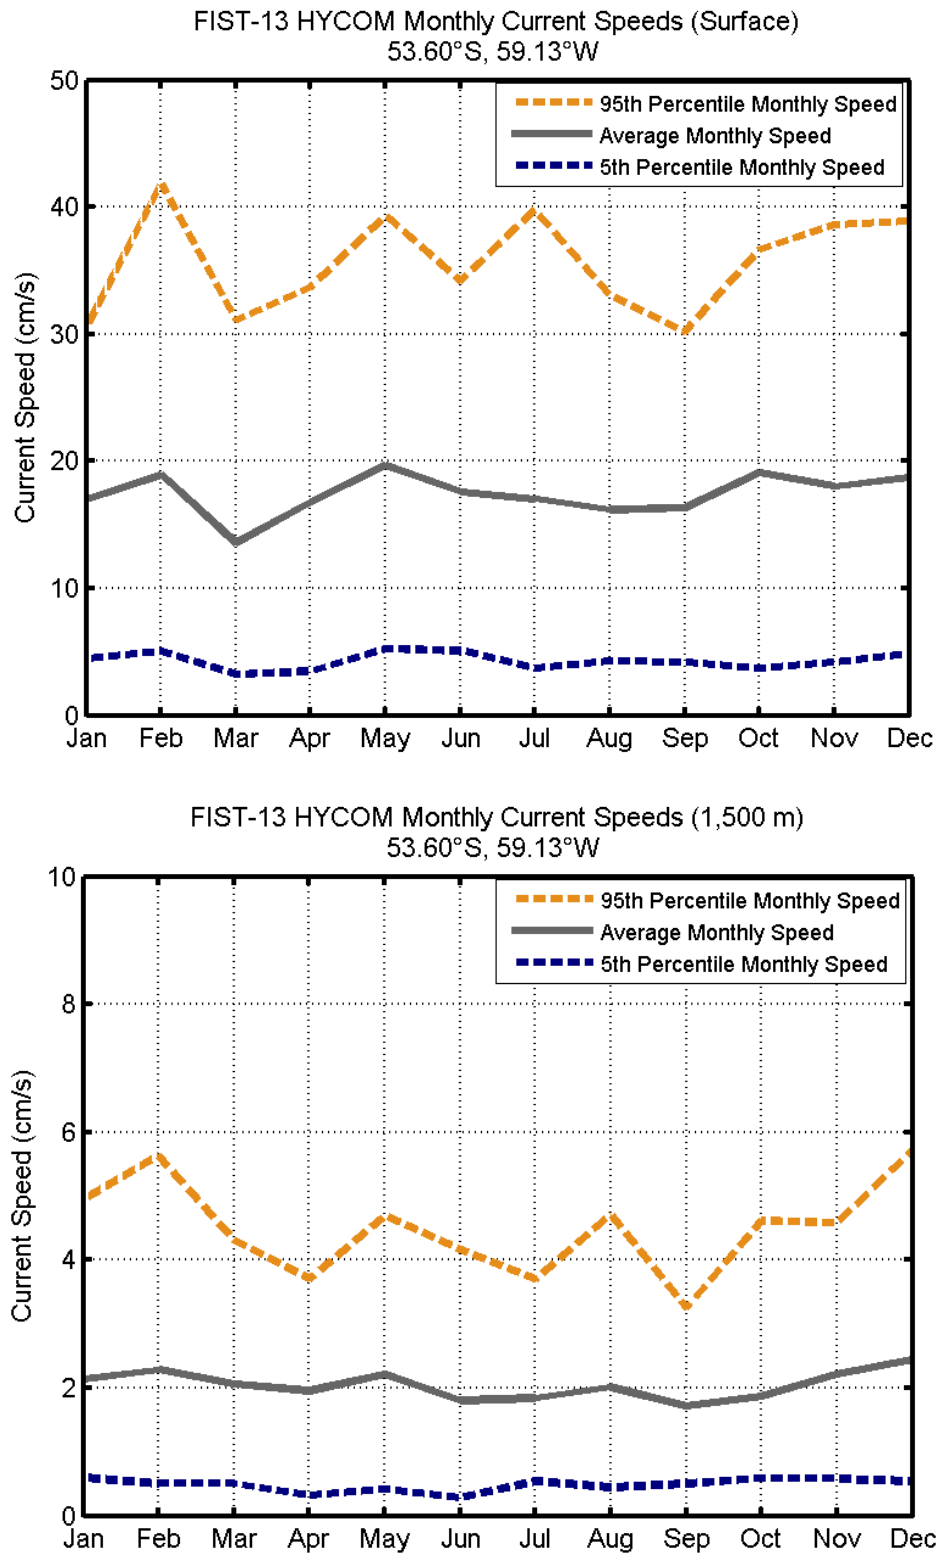 FIST-13 HYCOM Monthly Current Speeds (Surface)
53.60°S, 59.13°W
50
40
30
20
10
0
Current Speed (cm/s)
95th Percentile Monthly Speed
Average Monthly Speed
5th Percentile Monthly Speed
Jan Feb Mar Apr May Jun Jul Aug Sep Oct Nov Dec
FIST-13 HYCOM Monthly Current Speeds (1,500 m)
53.60°S, 59.13°W
10
8
6
4
2
0
Current Speed (cm/s)
95th Percentile Monthly Speed
Average Monthly Speed
5th Percentile Monthly Speed
Jan Feb Mar Apr May Jun Jul Aug Sep Oct Nov Dec